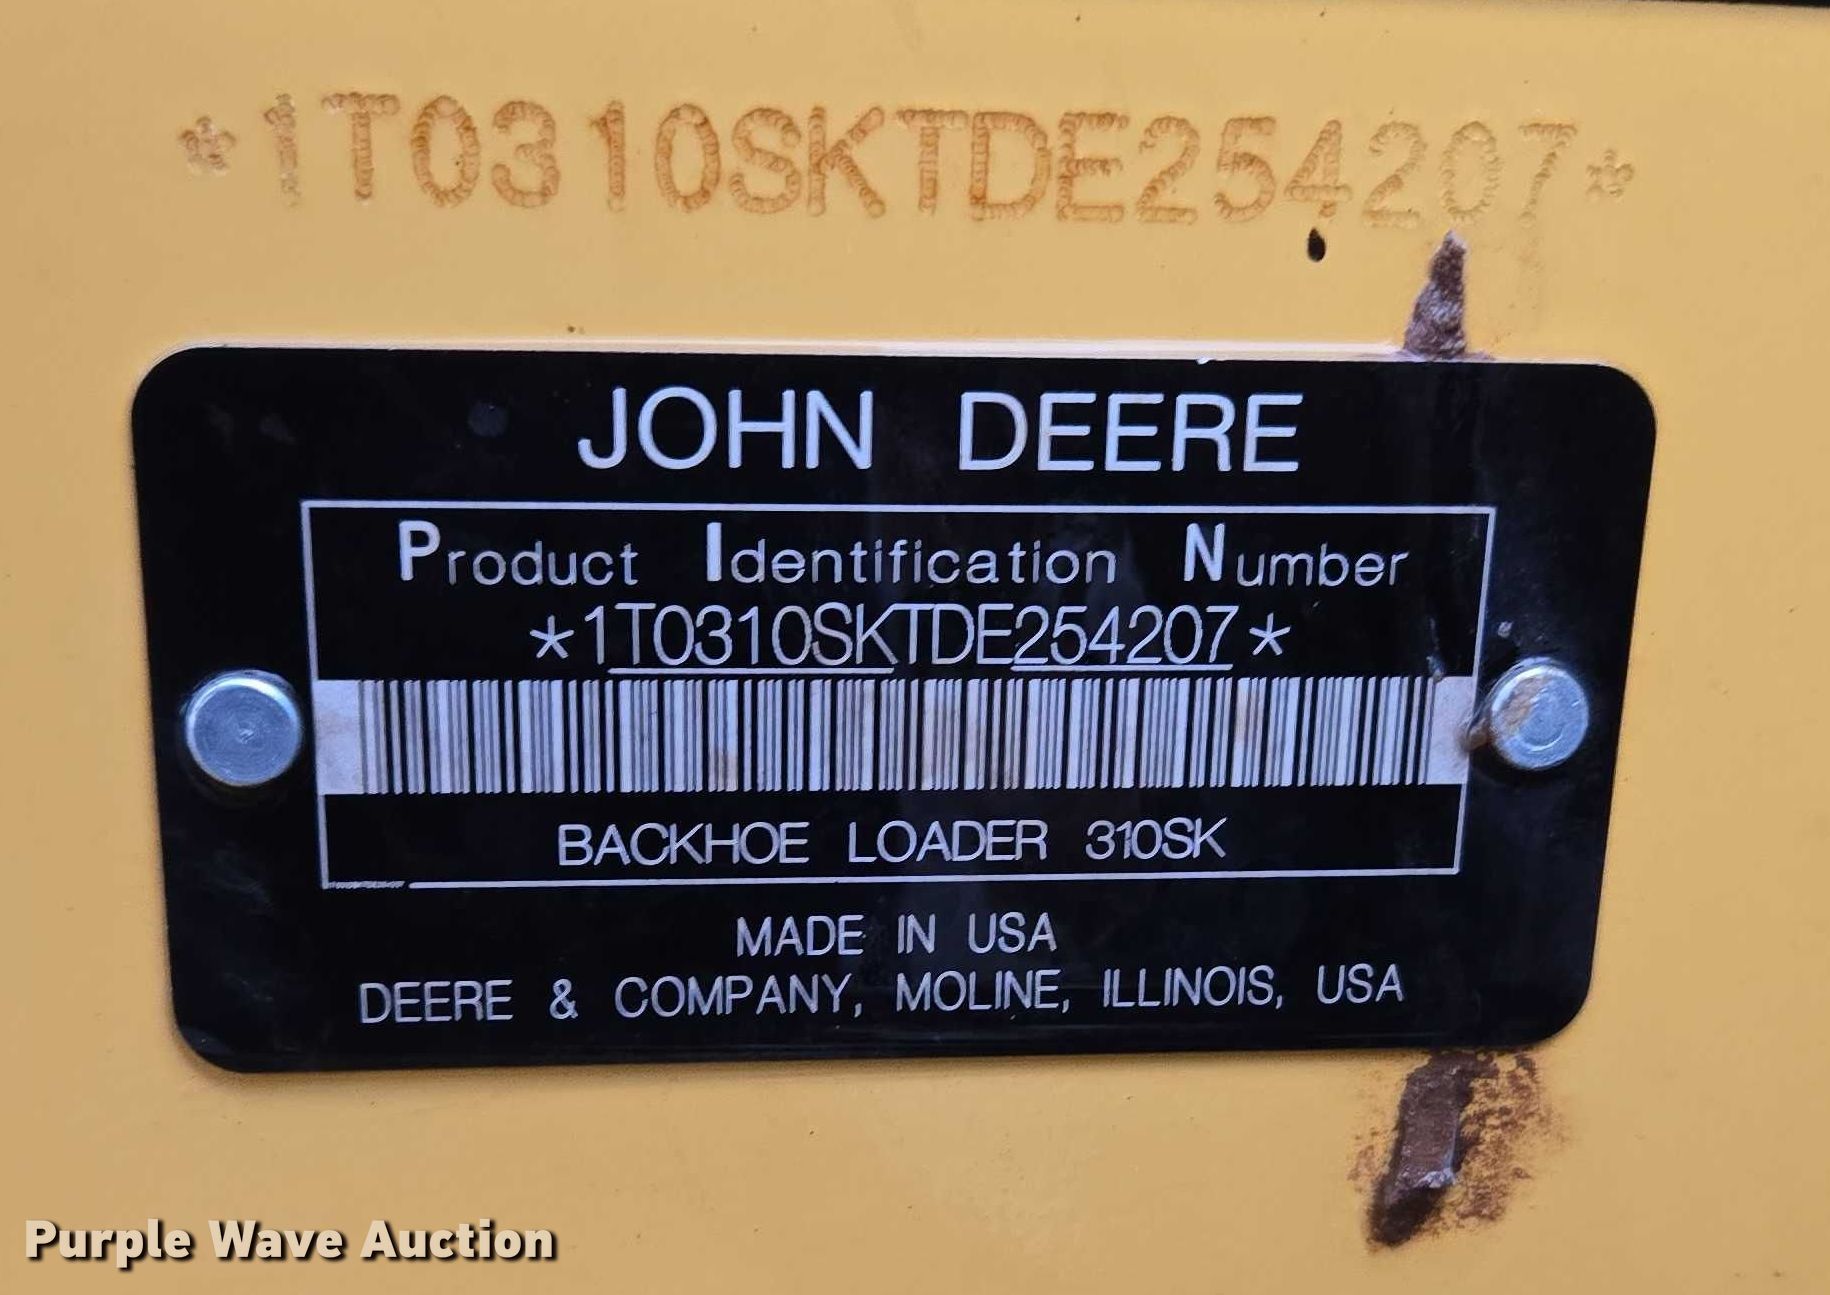 *1T0310SKTDE254207*
JOHN DEERE
Product Identification Number
*1T0310SKTDE254207*
BACKHOE LOADER 310SK
MADE IN USA
DEERE & COMPANY, MOLINE, ILLINOIS, USA
Purple Wave Auction